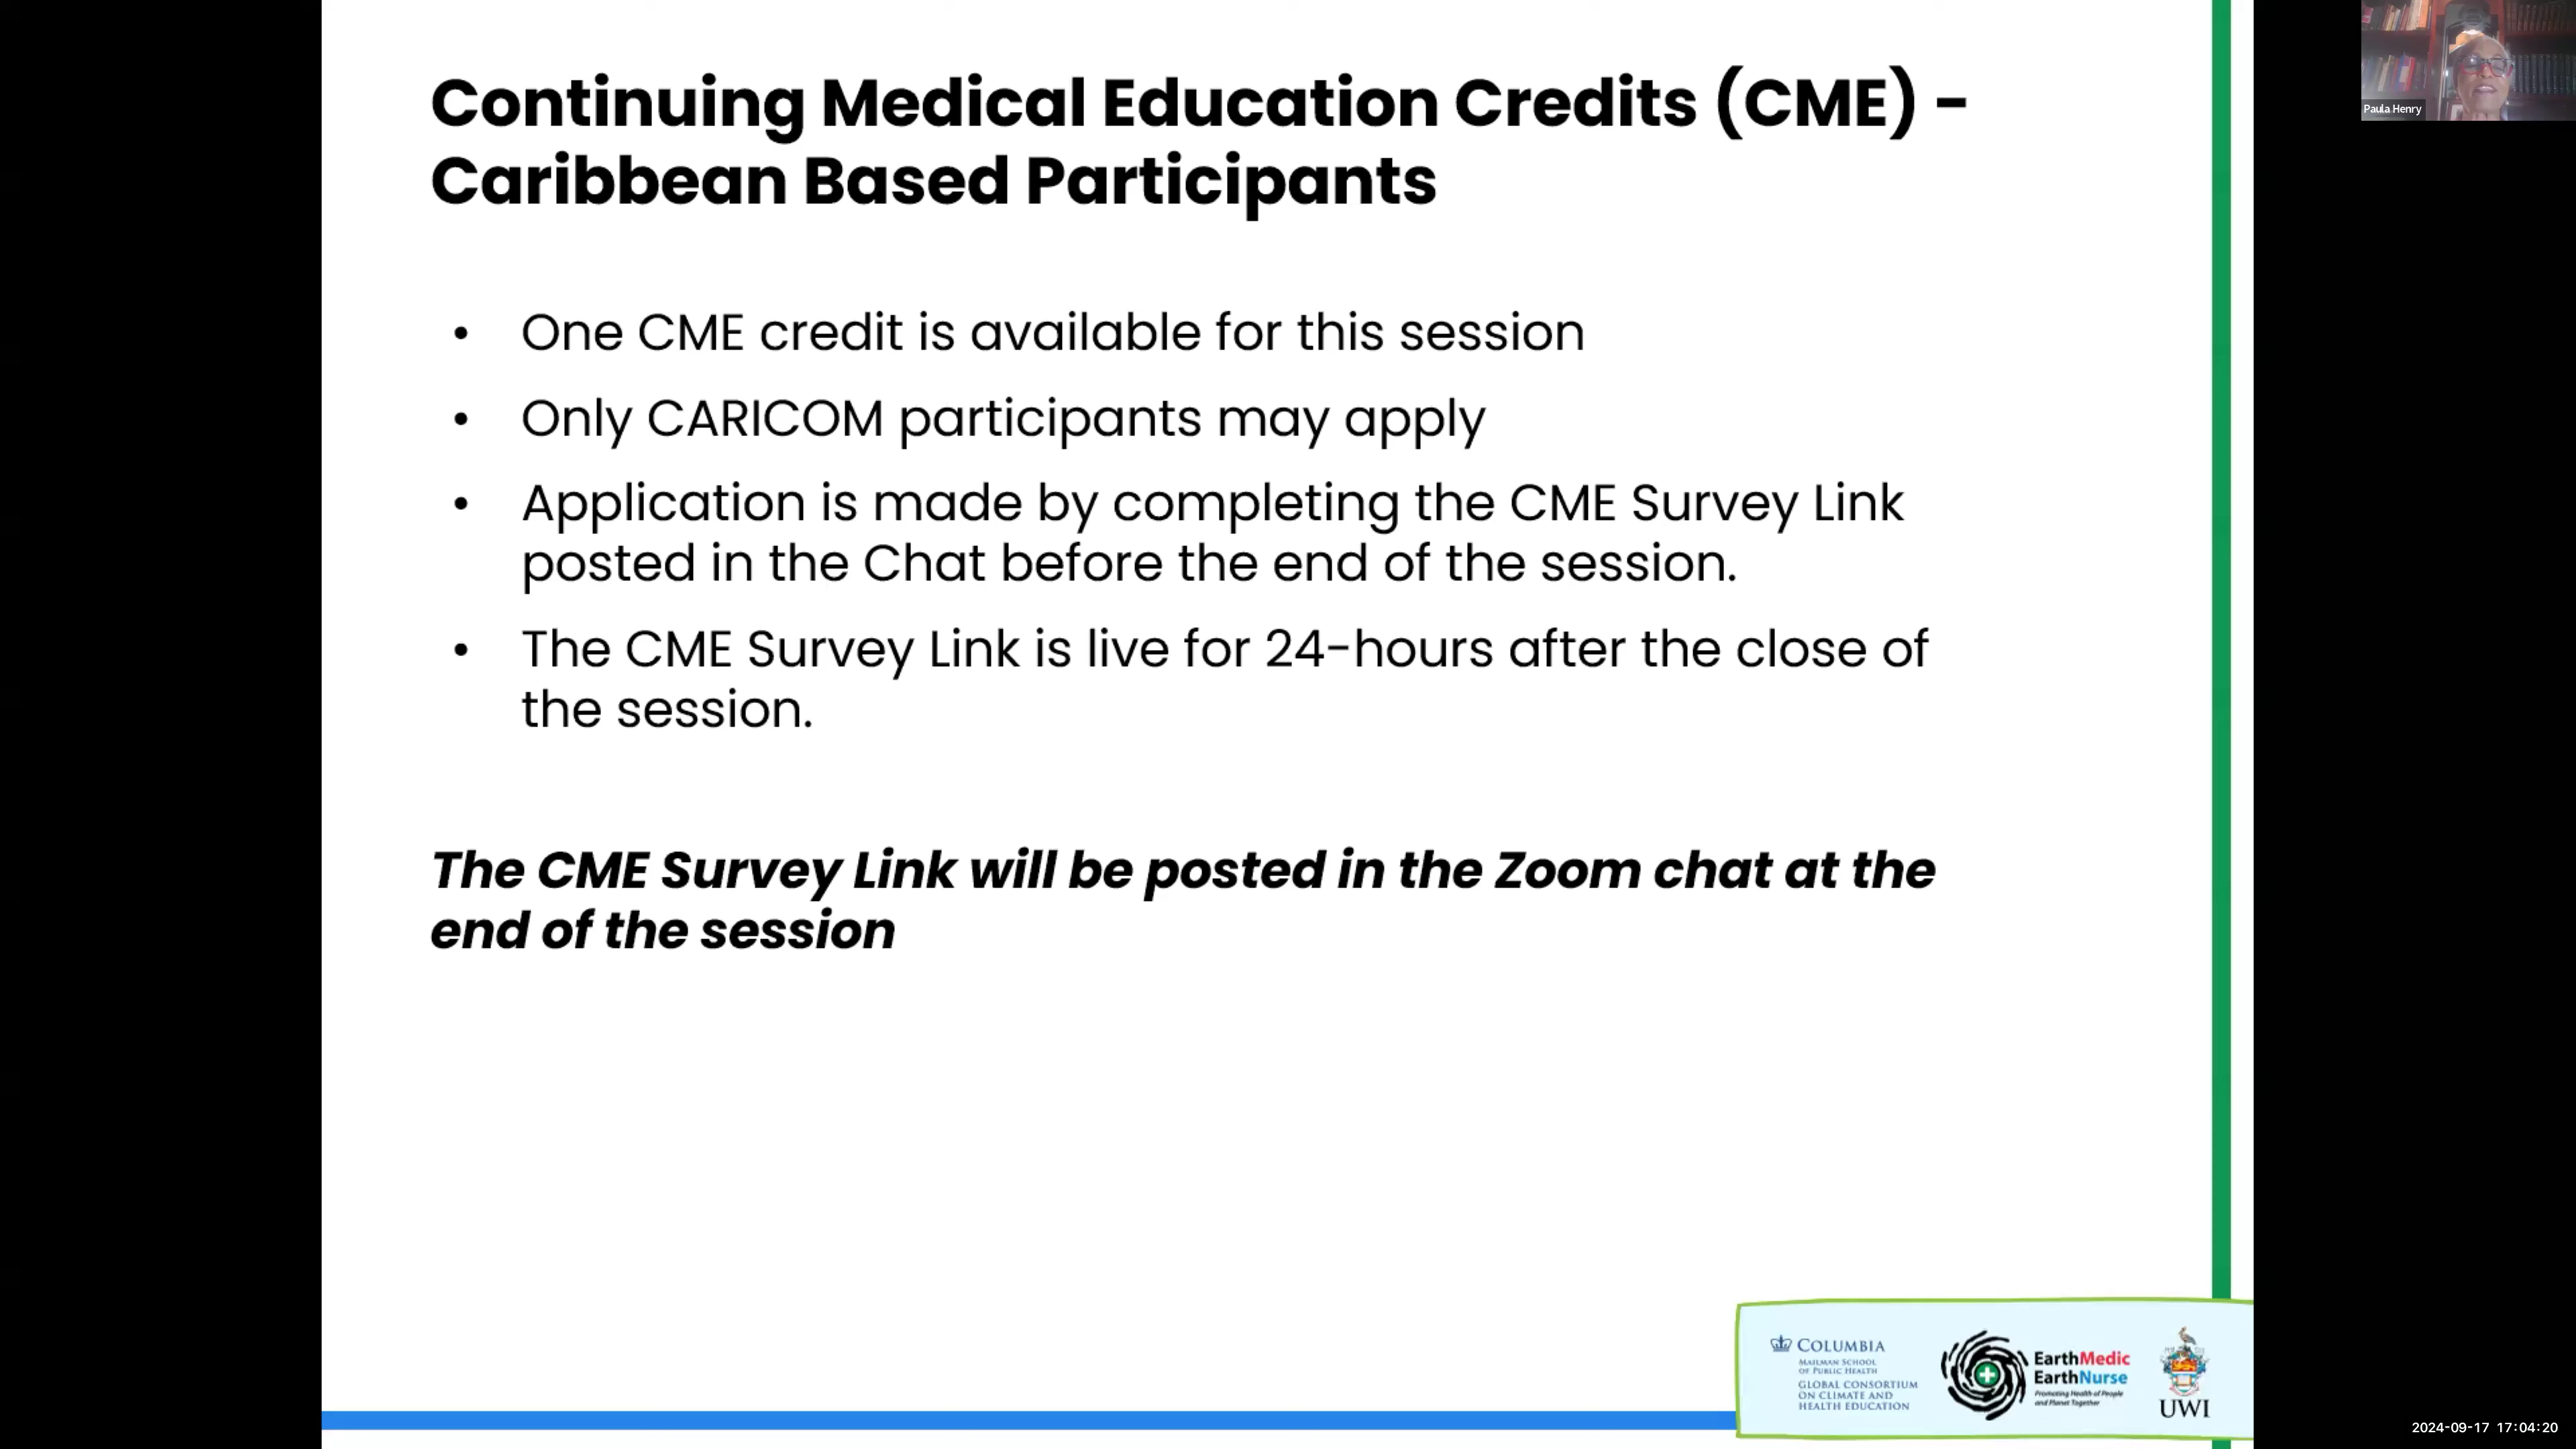 Continuing Medical Education Credits (CME) -
Caribbean Based Participants
• One CME credit is available for this session
• Only CARICOM participants may apply
• Application is made by completing the CME Survey Link
posted in the Chat before the end of the session.
• The CME Survey Link is live for 24-hours after the close of
the session.
The CME Survey Link will be posted in the Zoom chat at the
end of the session
Paula Henry
COLUMBIA
MAILMAN SCHOOL
OF PUBLIC HEALTH
GLOBAL CONSORTIUM
ON CLIMATE AND
HEALTH EDUCATION
EarthMedic
EarthNurse
Promoting Health of People
and Planet Together
UWI
2024-09-17 17:04:20